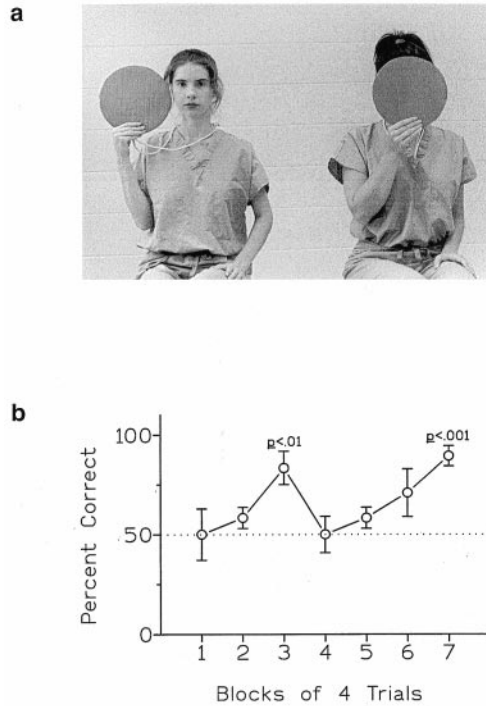 a
b
100
50
0
Percent Correct
p<.01
p<.001
1 2 3 4 5 6 7
Blocks of 4 Trials